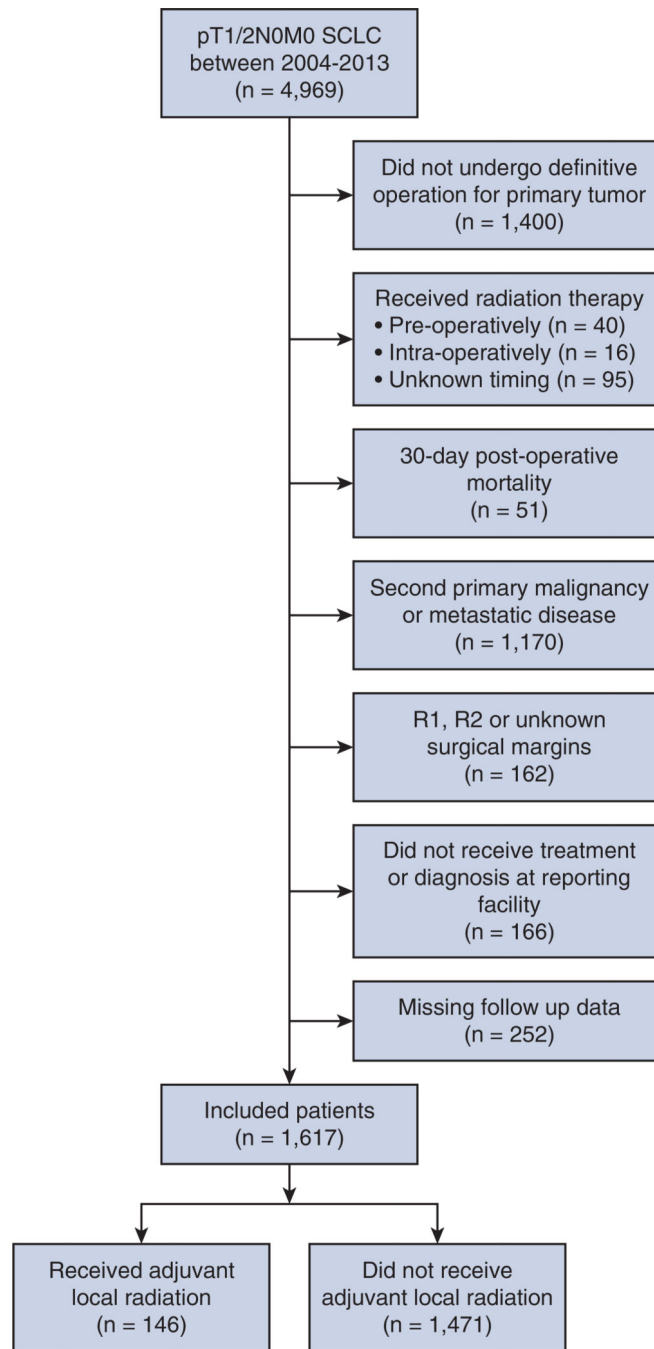 pT1/2N0M0 SCLC
between 2004-2013
(n = 4,969)
Did not undergo definitive
operation for primary tumor
(n = 1,400)
Received radiation therapy
• Pre-operatively (n = 40)
• Intra-operatively (n = 16)
• Unknown timing (n = 95)
30-day post-operative
mortality
(n = 51)
Second primary malignancy
or metastatic disease
(n = 1,170)
R1, R2 or unknown
surgical margins
(n = 162)
Did not receive treatment
or diagnosis at reporting
facility
(n = 166)
Missing follow up data
(n = 252)
Included patients
(n = 1,617)
Received adjuvant
local radiation
(n = 146)
Did not receive
adjuvant local radiation
(n = 1,471)